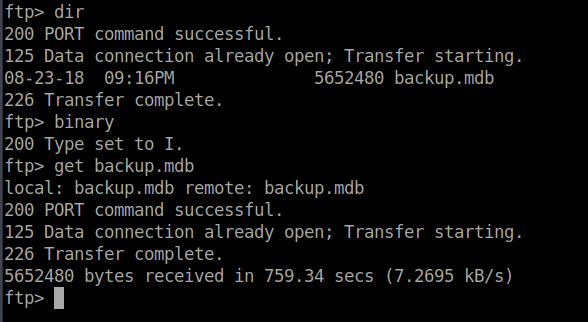 ftp> dir
200 PORT command successful.
125 Data connection already open; Transfer starting.
08-23-18  09:16PM              5652480 backup.mdb
226 Transfer complete.
ftp> binary
200 Type set to I.
ftp> get backup.mdb
local: backup.mdb remote: backup.mdb
200 PORT command successful.
125 Data connection already open; Transfer starting.
226 Transfer complete.
5652480 bytes received in 759.34 secs (7.2695 kB/s)
ftp>